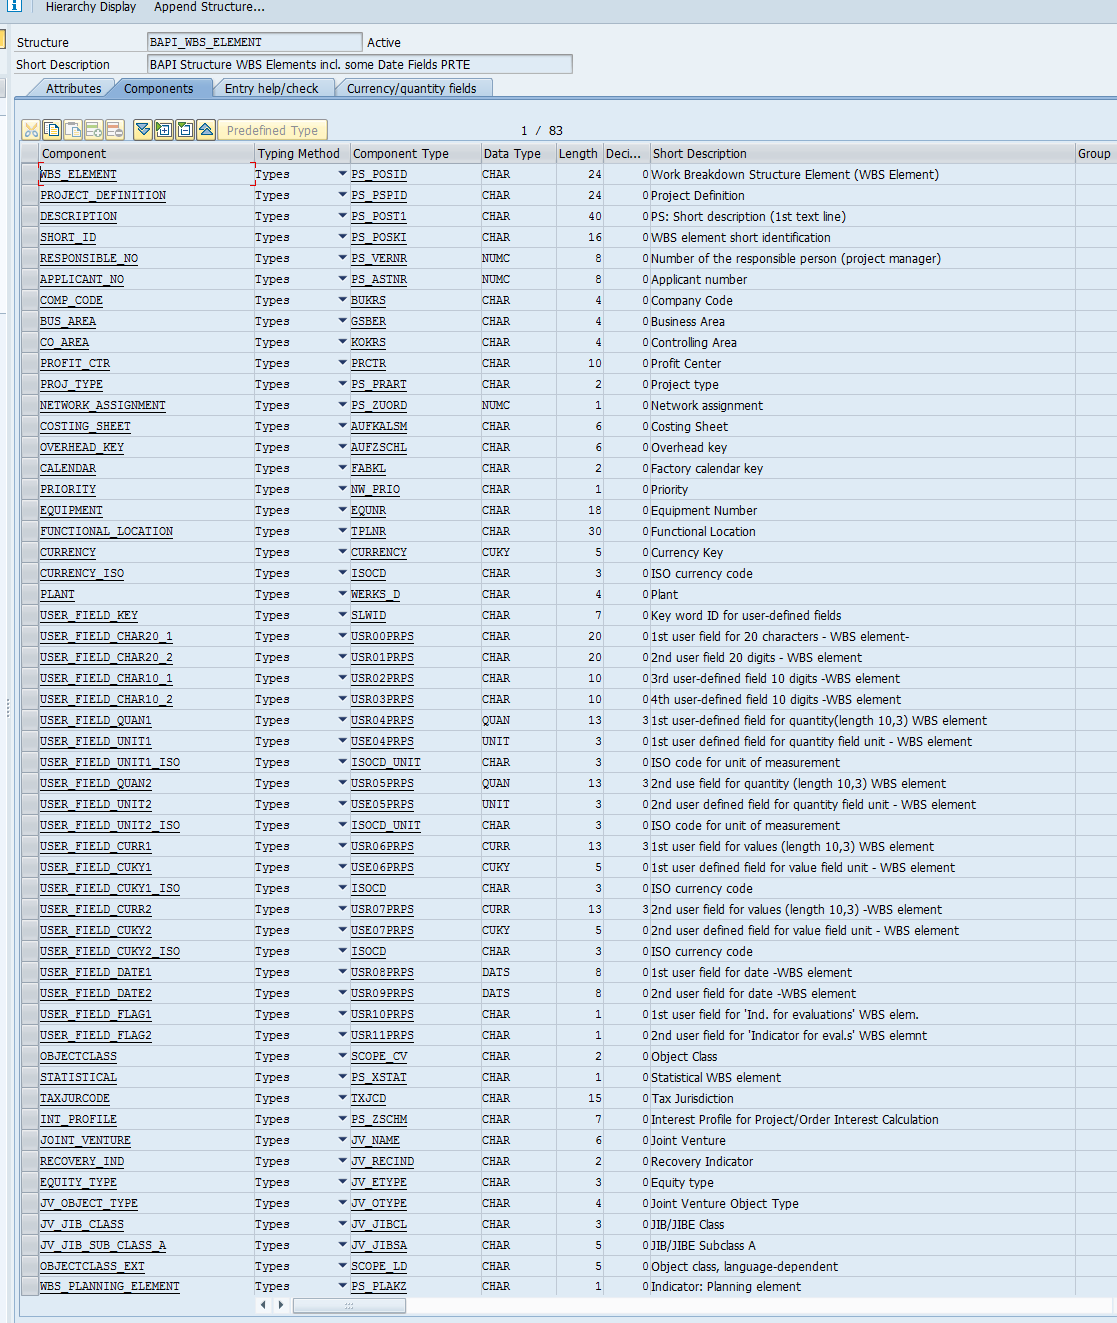 Hierarchy Display Append Structure...
Structure BAPI_WBS_ELEMENT Active
Short Description BAPI Structure WBS Elements incl. some Date Fields PRTE
Attributes Components Entry help/check Currency/quantity fields
Predefined Type 1 / 83
Component Typing Method Component Type Data Type Length Deci... Short Description Group
WBS_ELEMENT Types PS_POSID CHAR 24 0 Work Breakdown Structure Element (WBS Element)
PROJECT_DEFINITION Types PS_PSPID CHAR 24 0 Project Definition
DESCRIPTION Types PS_POST1 CHAR 40 0 PS: Short description (1st text line)
SHORT_ID Types PS_POSKI CHAR 16 0 WBS element short identification
RESPONSIBLE_NO Types PS_VERNR NUMC 8 0 Number of the responsible person (project manager)
APPLICANT_NO Types PS_ASTNR NUMC 8 0 Applicant number
COMP_CODE Types BUKRS CHAR 4 0 Company Code
BUS_AREA Types GSBER CHAR 4 0 Business Area
CO_AREA Types KOKRS CHAR 4 0 Controlling Area
PROFIT_CTR Types PRCTR CHAR 10 0 Profit Center
PROJ_TYPE Types PS_PRART CHAR 2 0 Project type
NETWORK_ASSIGNMENT Types PS_ZUORD NUMC 1 0 Network assignment
COSTING_SHEET Types AUFKALSM CHAR 6 0 Costing Sheet
OVERHEAD_KEY Types AUFZSCHL CHAR 6 0 Overhead key
CALENDAR Types FABKL CHAR 2 0 Factory calendar key
PRIORITY Types NW_PRIO CHAR 1 0 Priority
EQUIPMENT Types EQUNR CHAR 18 0 Equipment Number
FUNCTIONAL_LOCATION Types TPLNR CHAR 30 0 Functional Location
CURRENCY Types CURRENCY CUKY 5 0 Currency Key
CURRENCY_ISO Types ISOCD CHAR 3 0 ISO currency code
PLANT Types WERKS_D CHAR 4 0 Plant
USER_FIELD_KEY Types SLWID CHAR 7 0 Key word ID for user-defined fields
USER_FIELD_CHAR20_1 Types USR00PRPS CHAR 20 0 1st user field for 20 characters - WBS element-
USER_FIELD_CHAR20_2 Types USR01PRPS CHAR 20 0 2nd user field 20 digits - WBS element
USER_FIELD_CHAR10_1 Types USR02PRPS CHAR 10 0 3rd user-defined field 10 digits -WBS element
USER_FIELD_CHAR10_2 Types USR03PRPS CHAR 10 0 4th user-defined field 10 digits -WBS element
USER_FIELD_QUAN1 Types USR04PRPS QUAN 13 3 1st user-defined field for quantity(length 10,3) WBS element
USER_FIELD_UNIT1 Types USE04PRPS UNIT 3 0 1st user defined field for quantity field unit - WBS element
USER_FIELD_UNIT1_ISO Types ISOCD_UNIT CHAR 3 0 ISO code for unit of measurement
USER_FIELD_QUAN2 Types USR05PRPS QUAN 13 3 2nd use field for quantity (length 10,3) WBS element
USER_FIELD_UNIT2 Types USE05PRPS UNIT 3 0 2nd user defined field for quantity field unit - WBS element
USER_FIELD_UNIT2_ISO Types ISOCD_UNIT CHAR 3 0 ISO code for unit of measurement
USER_FIELD_CURR1 Types USR06PRPS CURR 13 3 1st user field for values (length 10,3) WBS element
USER_FIELD_CUKY1 Types USE06PRPS CUKY 5 0 1st user defined field for value field unit - WBS element
USER_FIELD_CUKY1_ISO Types ISOCD CHAR 3 0 ISO currency code
USER_FIELD_CURR2 Types USR07PRPS CURR 13 3 2nd user field for values (length 10,3) -WBS element
USER_FIELD_CUKY2 Types USE07PRPS CUKY 5 0 2nd user defined field for value field unit - WBS element
USER_FIELD_CUKY2_ISO Types ISOCD CHAR 3 0 ISO currency code
USER_FIELD_DATE1 Types USR08PRPS DATS 8 0 1st user field for date -WBS element
USER_FIELD_DATE2 Types USR09PRPS DATS 8 0 2nd user field for date -WBS element
USER_FIELD_FLAG1 Types USR10PRPS CHAR 1 0 1st user field for 'Ind. for evaluations' WBS elem.
USER_FIELD_FLAG2 Types USR11PRPS CHAR 1 0 2nd user field for 'Indicator for eval.s' WBS elemnt
OBJECTCLASS Types SCOPE_CV CHAR 2 0 Object Class
STATISTICAL Types PS_XSTAT CHAR 1 0 Statistical WBS element
TAXJURCODE Types TXJCD CHAR 15 0 Tax Jurisdiction
INT_PROFILE Types PS_ZSCHM CHAR 7 0 Interest Profile for Project/Order Interest Calculation
JOINT_VENTURE Types JV_NAME CHAR 6 0 Joint Venture
RECOVERY_IND Types JV_RECIND CHAR 2 0 Recovery Indicator
EQUITY_TYPE Types JV_ETYPE CHAR 3 0 Equity type
JV_OBJECT_TYPE Types JV_OTYPE CHAR 4 0 Joint Venture Object Type
JV_JIB_CLASS Types JV_JIBCL CHAR 3 0 JIB/JIBE Class
JV_JIB_SUB_CLASS_A Types JV_JIBSA CHAR 5 0 JIB/JIBE Subclass A
OBJECTCLASS_EXT Types SCOPE_LD CHAR 5 0 Object class, language-dependent
WBS_PLANNING_ELEMENT Types PS_PLAKZ CHAR 1 0 Indicator: Planning element